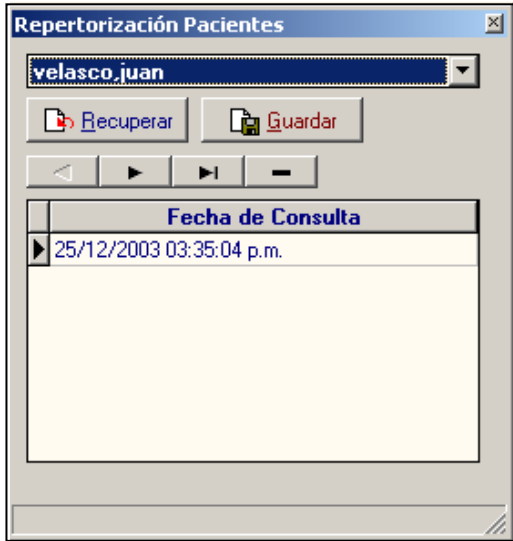 Repertorización Pacientes
velasco,juan
Recuperar Guardar
Fecha de Consulta
25/12/2003 03:35:04 p.m.